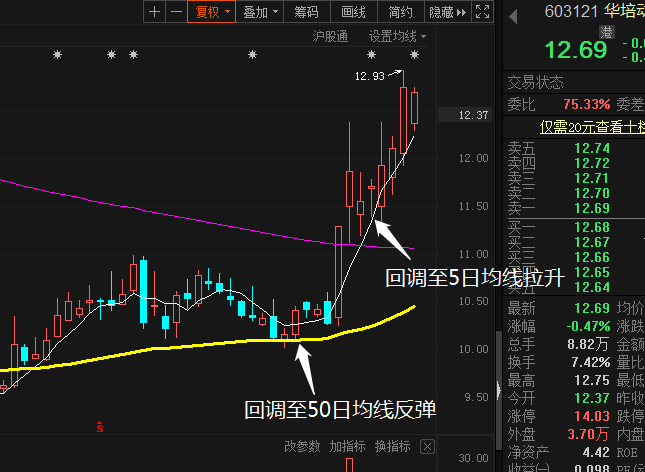 复权 叠加 筹码 画线 简约 隐藏
603121 华培动
沪股通 设置均线
港
12.69
交易状态
委比 75.33% 委差
仅需20元查看十档
卖五 12.74
卖四 12.72
卖三 12.71
卖二 12.70
卖一 12.69
买一 12.68
买二 12.67
买三 12.66
买四 12.65
12.64
最新 12.69 均价
涨幅 -0.47% 涨跌
总手 8.82万 金额
换手 7.42% 量比
最高 12.75 最低
今开 12.37 昨收
涨停 14.03 跌停
外盘 3.70万 内盘
净资产 4.42 ROE
收益(一) 0.098
12.93
12.37
12.00
11.50
11.00
10.50
10.00
9.50
回调至5日均线拉升
回调至50日均线反弹
改参数 加指标 换指标
30.00